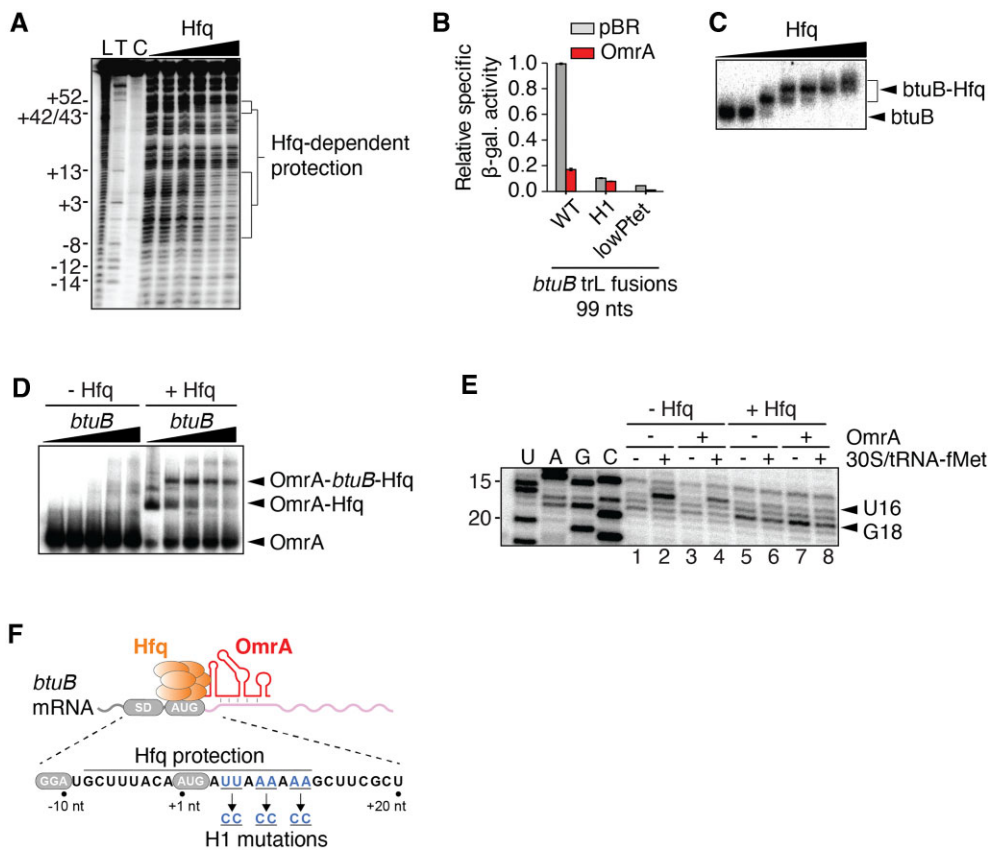 A
Hfq
L T C
+52-
+42/43-
+13-
+3-
-8-
-12-
-14-
Hfq-dependent
protection
B
pBR
OmrA
Relative specific
β-gal. activity
1.0
0.8
0.6
0.4
0.2
0.0
WT
H1
lowPtet
btuB trL fusions
99 nts
C
Hfq
btuB-Hfq
btuB
D
- Hfq
+ Hfq
btuB
btuB
OmrA-btuB-Hfq
OmrA-Hfq
OmrA
E
- Hfq
+ Hfq
- + - + OmrA
U A G C - + - + - + - + 30S/tRNA-fMet
15-
20-
U16
G18
1 2 3 4 5 6 7 8
F
Hfq
OmrA
btuB
mRNA
SD
AUG
Hfq protection
GGAUGCUUUACAAUGAUUAAAAAGCUUCGCU
-10 nt
+1 nt
+20 nt
CC CC CC
H1 mutations